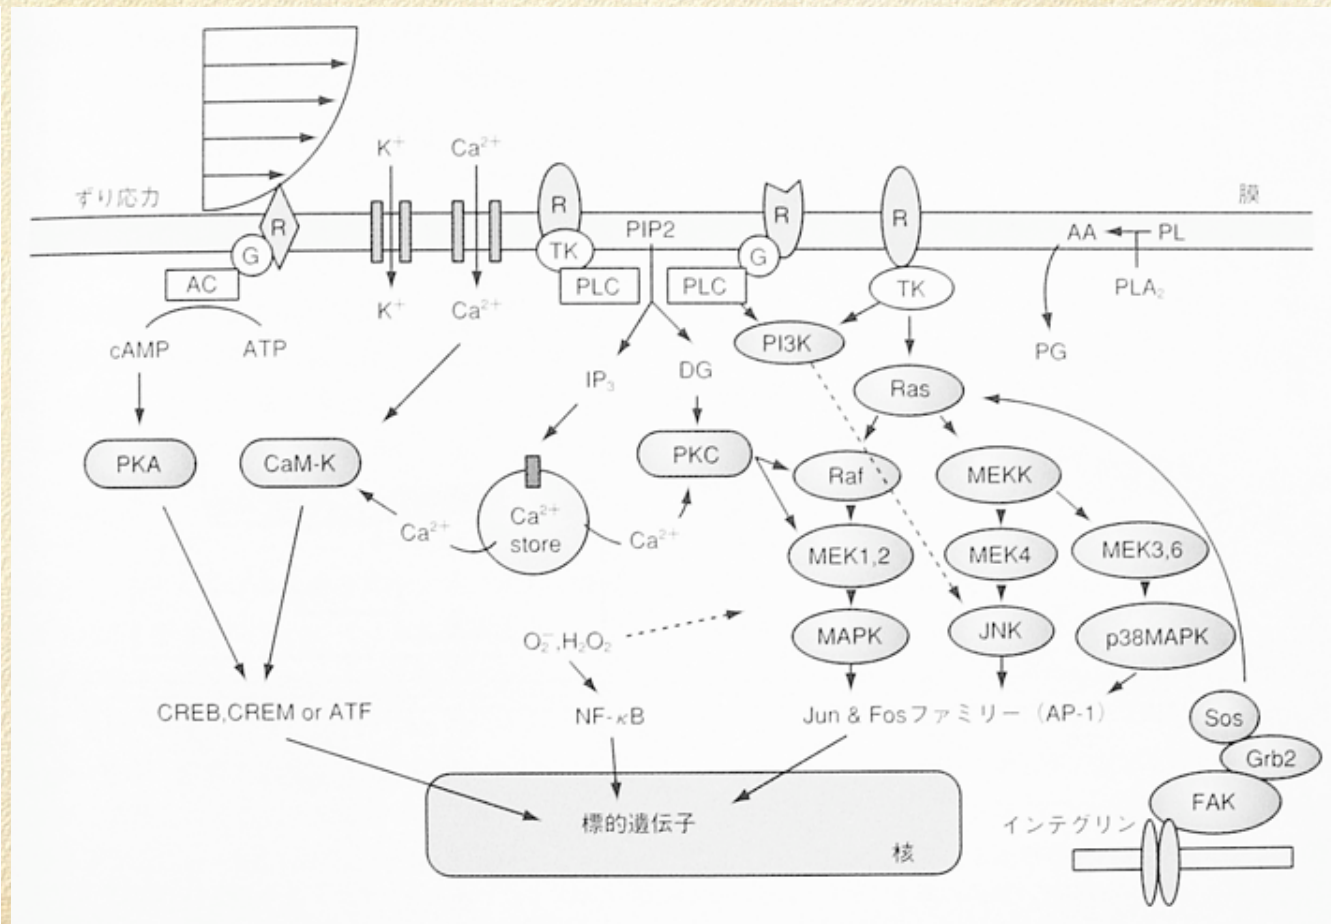 K⁺
Ca²⁺
ずり応力
膜
R
R
R
R
G
TK
PIP2
G
AA
PL
AC
PLC
PLC
TK
PLA₂
K⁺
Ca²⁺
cAMP
ATP
PI3K
PG
IP₃
DG
Ras
PKA
CaM-K
PKC
Raf
MEKK
Ca²⁺
Ca²⁺
store
Ca²⁺
MEK1,2
MEK4
MEK3,6
O₂⁻,H₂O₂
MAPK
JNK
p38MAPK
CREB,CREM or ATF
NF-κB
Jun & Fosファミリー（AP-1）
Sos
Grb2
FAK
標的遺伝子
インテグリン
核